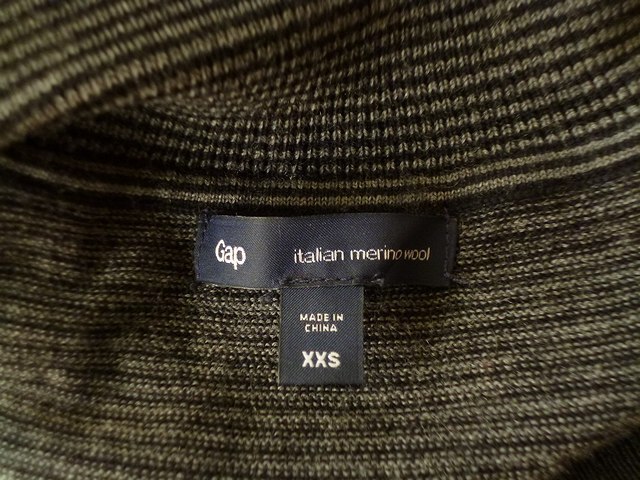 Gap italian merino wool
MADE IN
CHINA
XXS